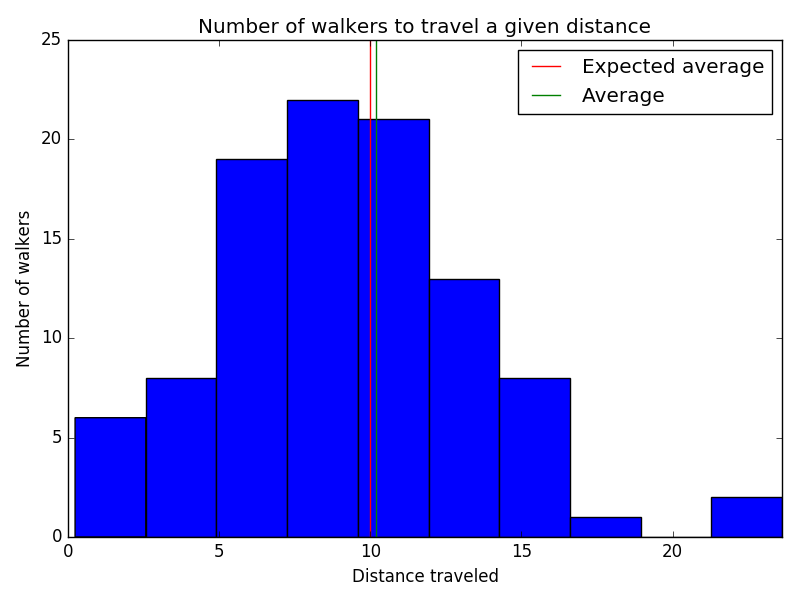 Number of walkers to travel a given distance
Expected average
Average
Number of walkers
25
20
15
10
5
0
0 5 10 15 20
Distance traveled